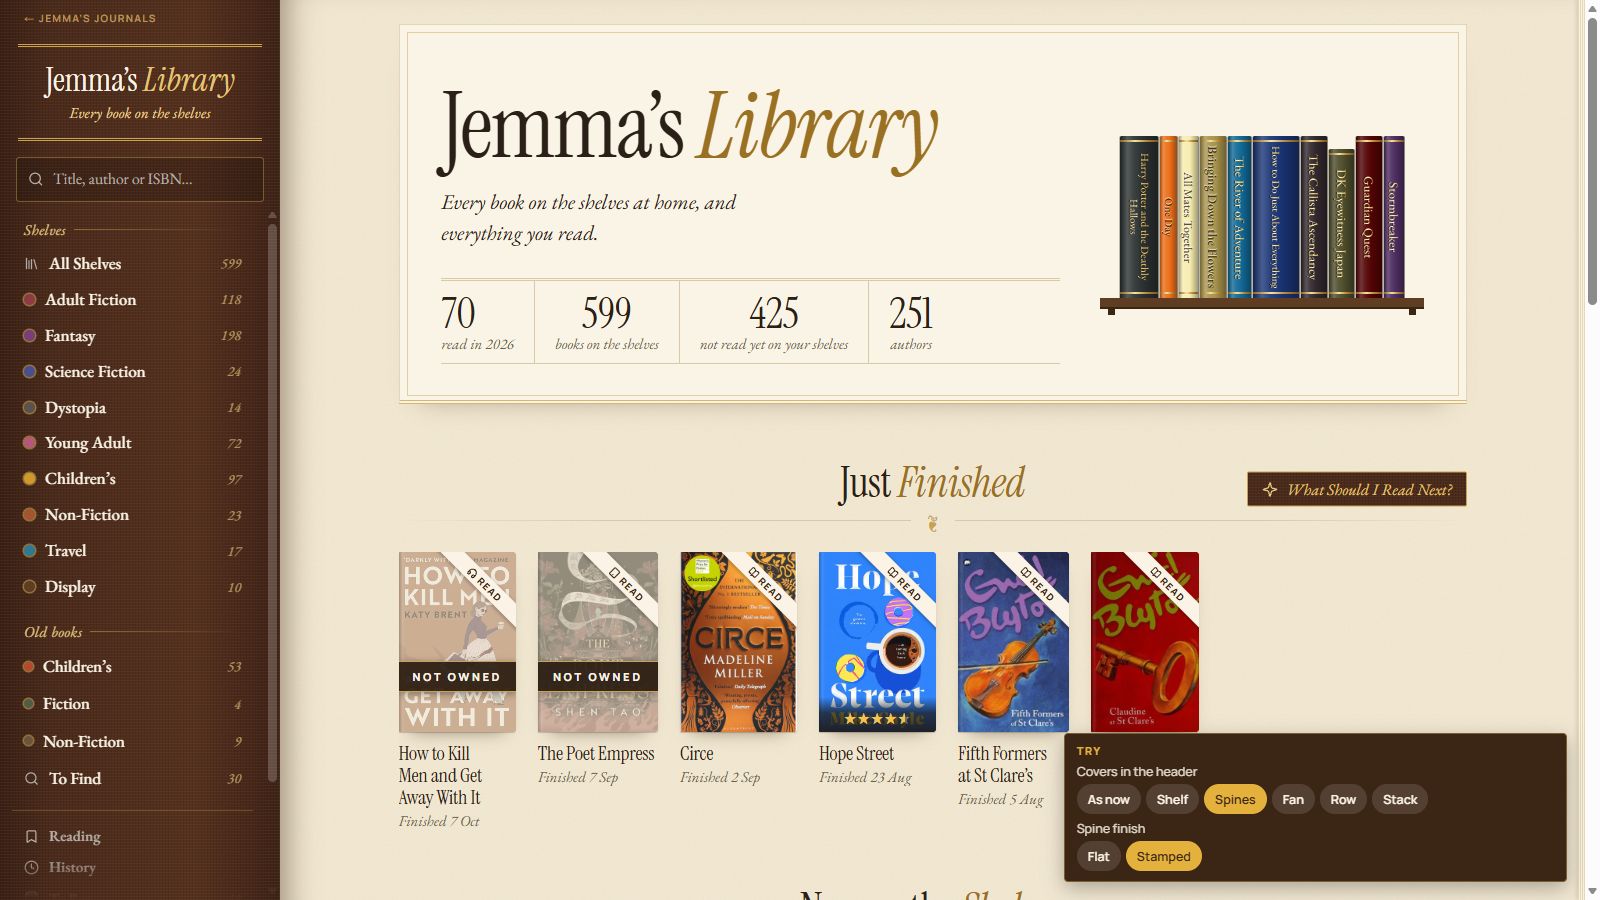 ← JEMMA'S JOURNALS
Jemma's Library
Every book on the shelves
Title, author or ISBN...
Shelves
All Shelves 599
Adult Fiction 118
Fantasy 198
Science Fiction 24
Dystopia 14
Young Adult 72
Children's 97
Non-Fiction 23
Travel 17
Display 10
Old books
Children's 53
Fiction 4
Non-Fiction 9
To Find 30
Reading
History
Jemma's Library
Every book on the shelves at home, and
everything you read.
70
read in 2026
599
books on the shelves
425
not read yet on your shelves
251
authors
Harry Potter and the Deathly
Hallows
One Day
All Mates Together
Bringing Down the Flowers
The River of Adventure
How to Do Just About Everything
The Callista Ascendancy
DK Eyewitness Japan
Guardian Quest
Stormbreaker
Just Finished
What Should I Read Next?
MAGAZINE
HOW TO
KILL
KATY BRENT
GET AWAY
WITH IT
READ
NOT OWNED
How to Kill
Men and Get
Away With It
Finished 7 Oct
READ
THE
NOT OWNED
SHEN TAO
The Poet Empress
Finished 7 Sep
READ
Shortlisted
CIRCE
MADELINE
MILLER
Circe
Finished 2 Sep
READ
Hope
Street
Hope Street
Finished 23 Aug
READ
Enid
Blyton
Fifth Formers
at St Clare's
Fifth Formers
at St Clare's
Finished 5 Aug
READ
Enid
Blyton
Claudine
at St Clare's
TRY
Covers in the header
As now Shelf Spines Fan Row Stack
Spine finish
Flat Stamped